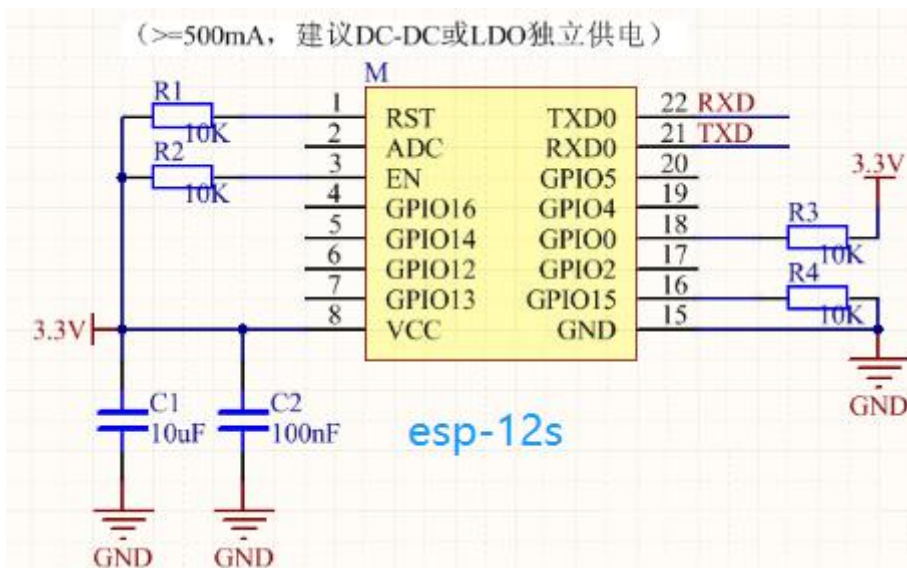 （>=500mA，建议DC-DC或LDO独立供电）
M
R1
10K
R2
10K
1 RST TXD0 22 RXD
2 ADC RXD0 21 TXD
3 EN GPIO5 20
4 GPIO16 GPIO4 19
5 GPIO14 GPIO0 18
6 GPIO12 GPIO2 17
7 GPIO13 GPIO15 16
8 VCC GND 15
3.3V
R3
10K
R4
10K
GND
3.3V
C1
10uF
C2
100nF
esp-12s
GND
GND